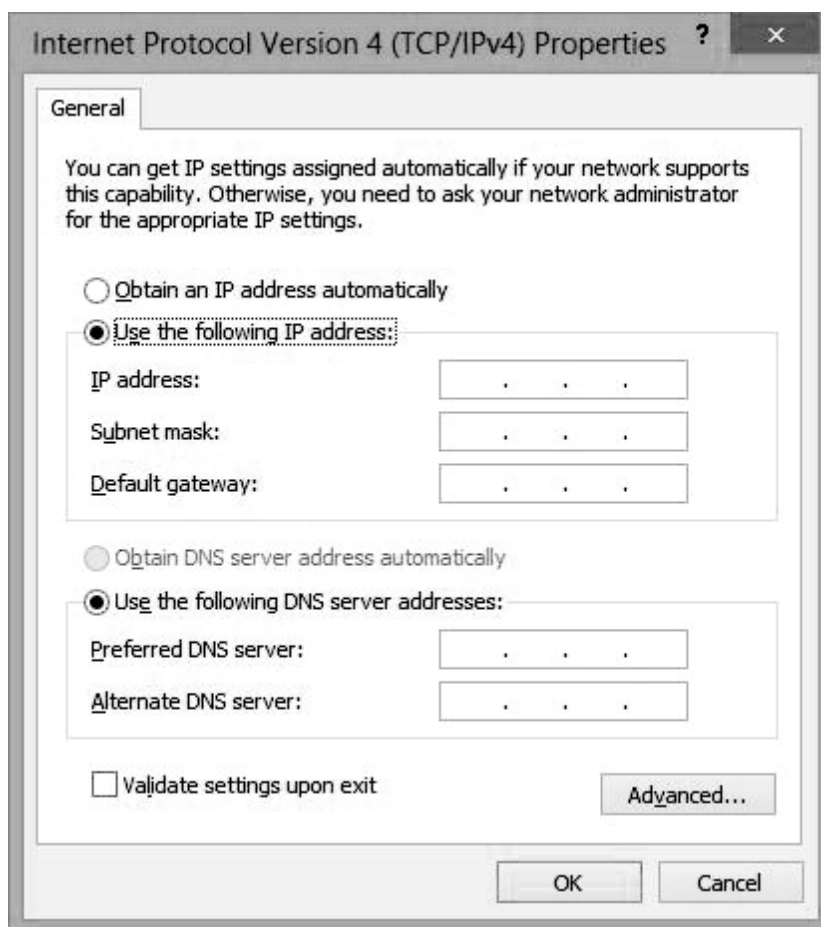 Internet Protocol Version 4 (TCP/IPv4) Properties ? ×
General
You can get IP settings assigned automatically if your network supports
this capability. Otherwise, you need to ask your network administrator
for the appropriate IP settings.
Obtain an IP address automatically
Use the following IP address:
IP address: . . .
Subnet mask: . . .
Default gateway: . . .
Obtain DNS server address automatically
Use the following DNS server addresses:
Preferred DNS server: . . .
Alternate DNS server: . . .
Validate settings upon exit
Advanced...
OK Cancel